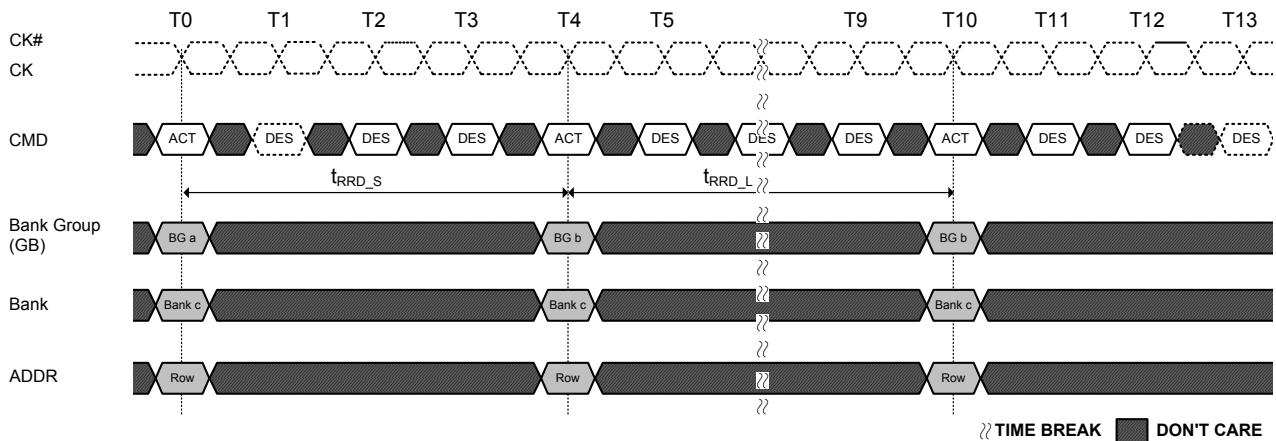 T0 T1 T2 T3 T4 T5 T9 T10 T11 T12 T13
CK#
CK
CMD ACT DES DES DES ACT DES DES DES ACT DES DES DES
tRRD_S tRRD_L
Bank Group
(GB)
BG a BG b BG b
Bank Bank c Bank c Bank c
ADDR Row Row Row
TIME BREAK DON'T CARE